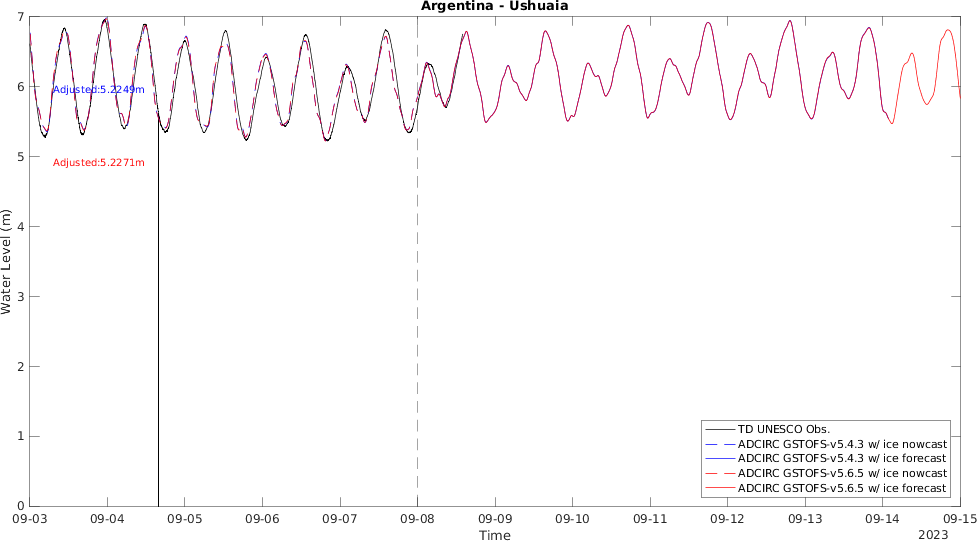 Argentina - Ushuaia
7
6
5
4
3
2
1
0
Water Level (m)
Adjusted:5.2249m
Adjusted:5.2271m
TD UNESCO Obs.
ADCIRC GSTOFS-v5.4.3 w/ ice nowcast
ADCIRC GSTOFS-v5.4.3 w/ ice forecast
ADCIRC GSTOFS-v5.6.5 w/ ice nowcast
ADCIRC GSTOFS-v5.6.5 w/ ice forecast
09-03 09-04 09-05 09-06 09-07 09-08 09-09 09-10 09-11 09-12 09-13 09-14 09-15
Time
2023